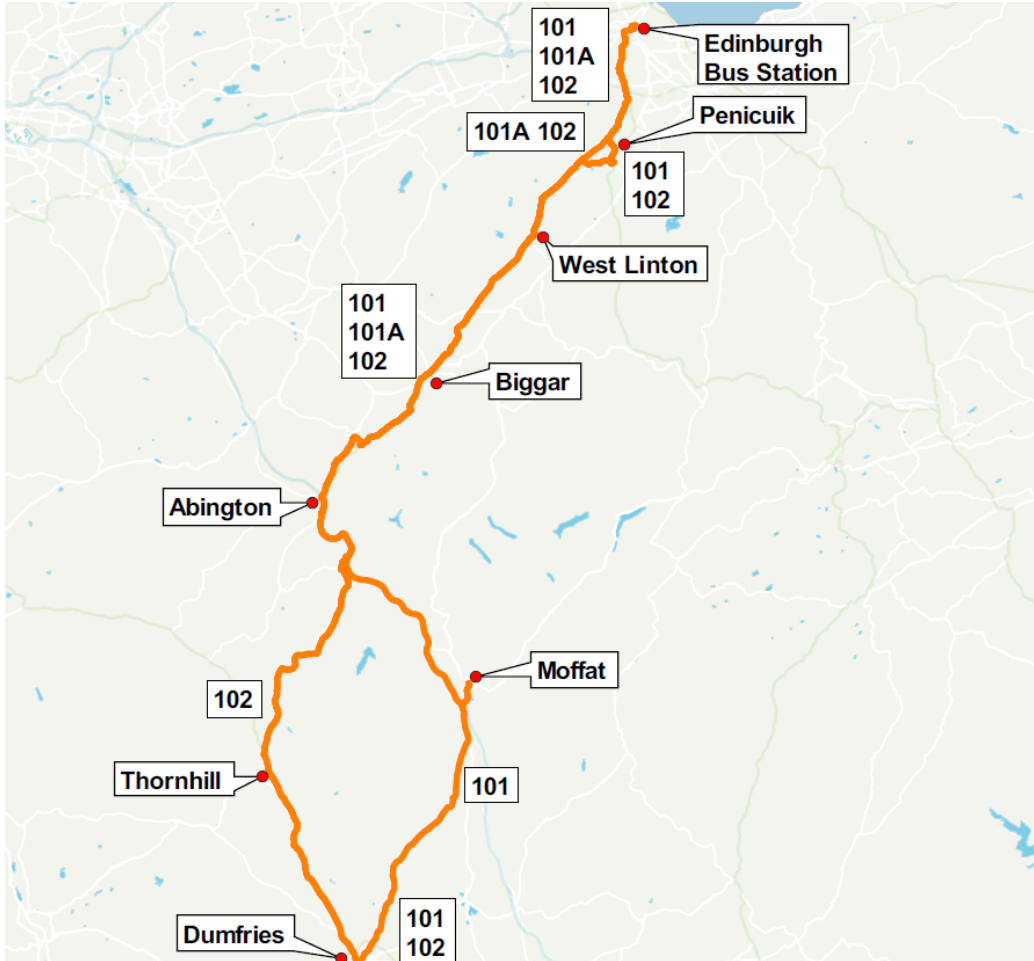 101
101A
102
Edinburgh
Bus Station
101A 102
Penicuik
101
102
West Linton
101
101A
102
Biggar
Abington
Moffat
102
Thornhill
101
Dumfries
101
102